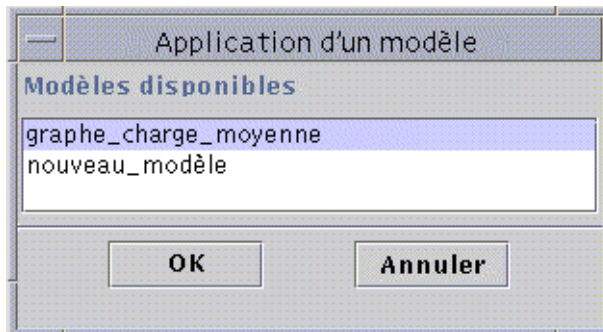 Application d'un modèle
Modèles disponibles
graphe_charge_moyenne
nouveau_modèle
OK Annuler